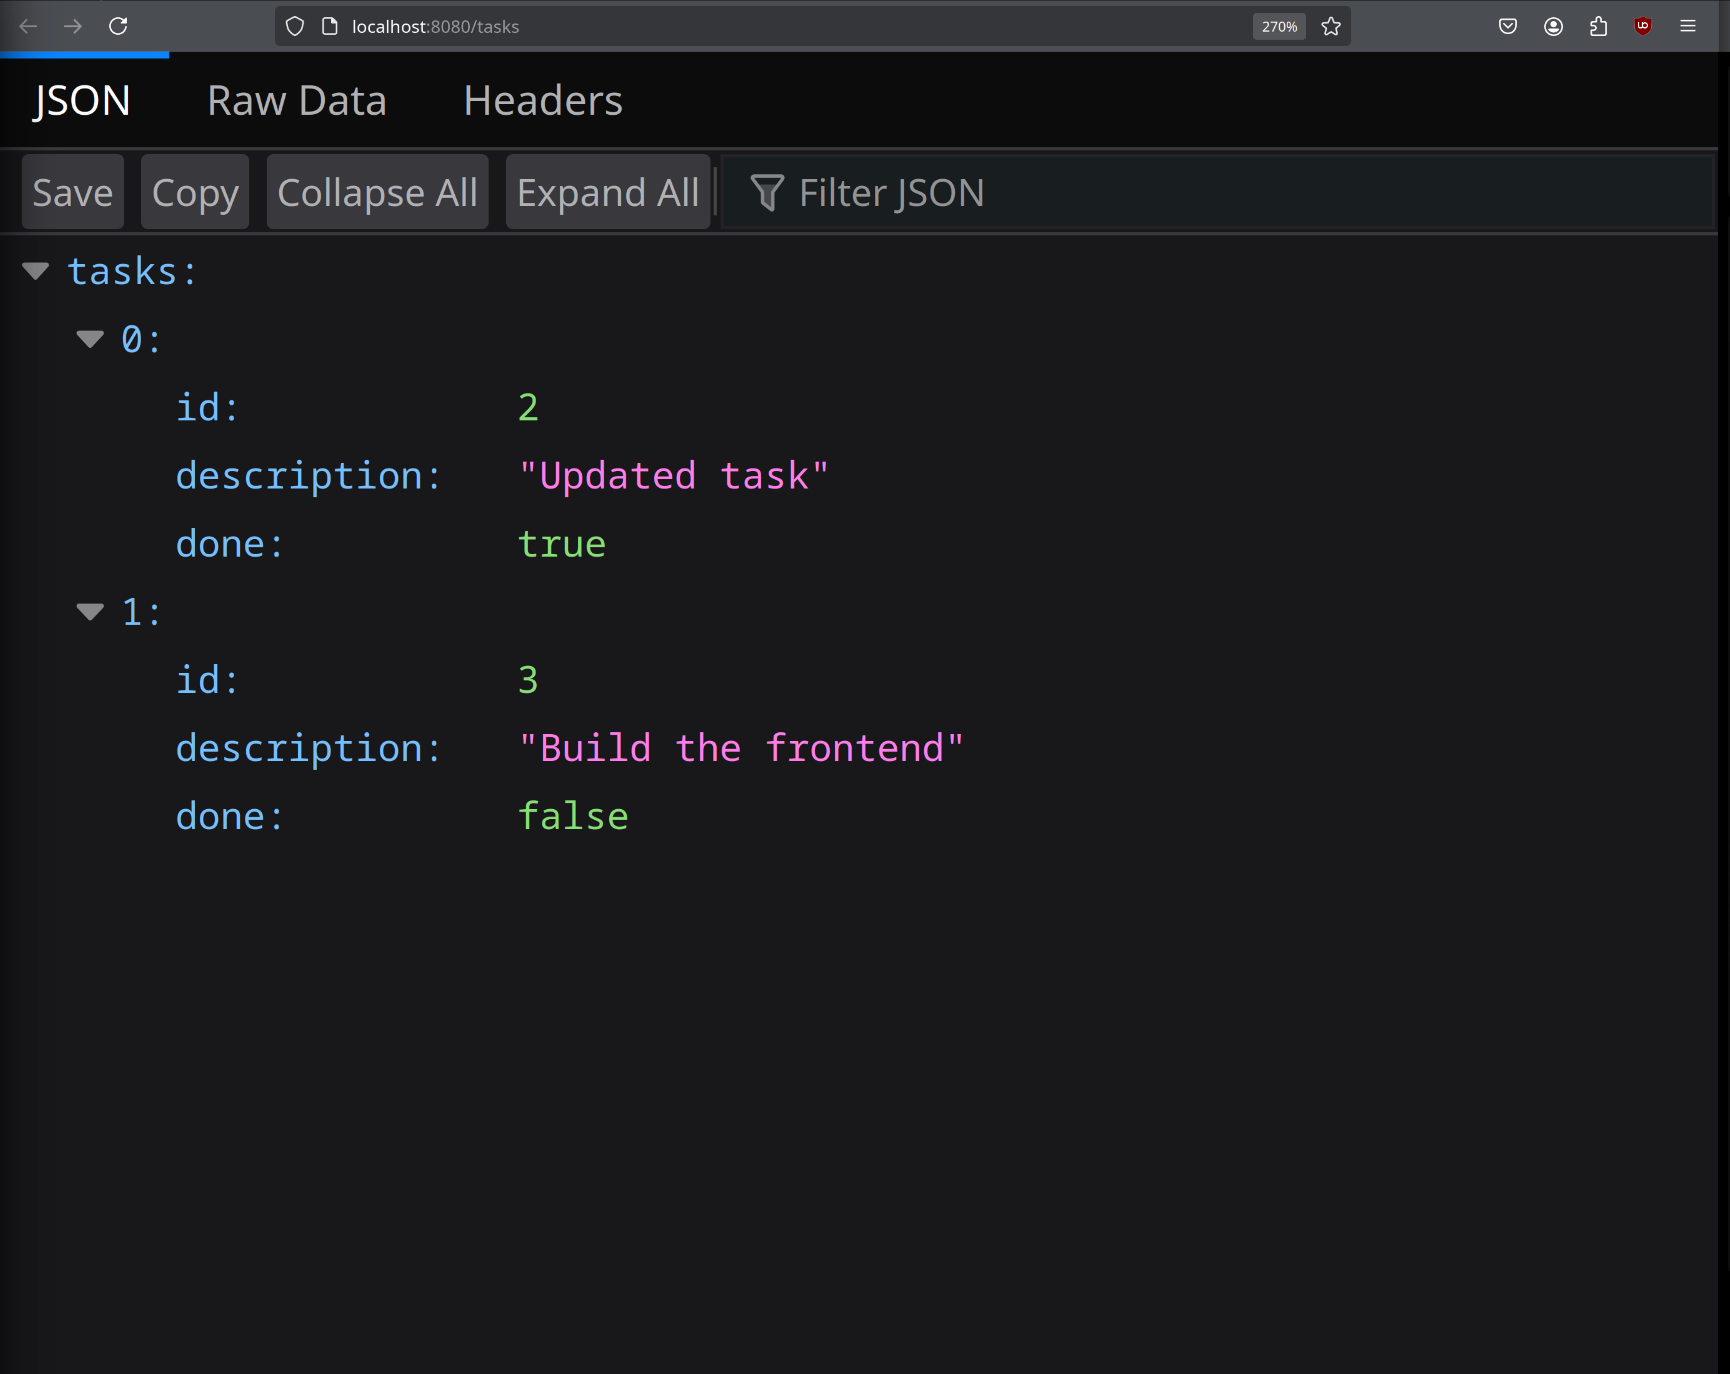 localhost:8080/tasks 270%
JSON Raw Data Headers
Save Copy Collapse All Expand All Filter JSON
tasks:
0:
id: 2
description: "Updated task"
done: true
1:
id: 3
description: "Build the frontend"
done: false